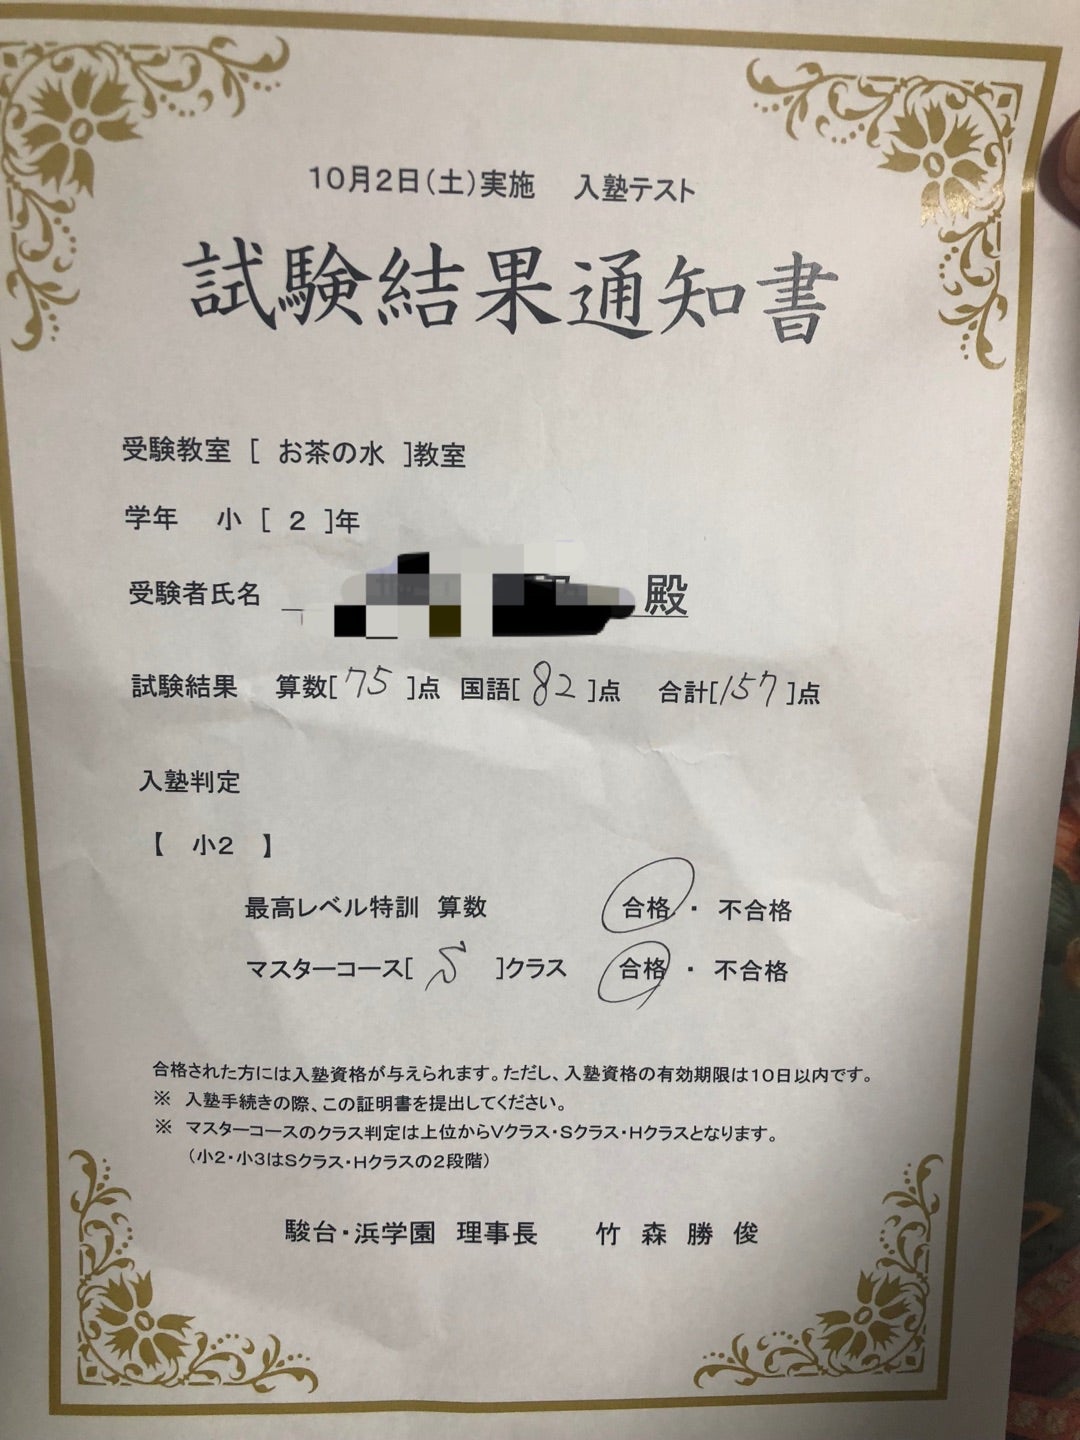 10月2日(土)実施　入塾テスト
試験結果通知書
受験教室 [ お茶の水 ]教室
学年　小 [ 2 ]年
受験者氏名　殿
試験結果　算数[ 75 ]点 国語[ 82 ]点　合計[ 157 ]点
入塾判定
【 小2 】
最高レベル特訓 算数　合格 ・ 不合格
マスターコース[ S ]クラス　合格 ・ 不合格
合格された方には入塾資格が与えられます。ただし、入塾資格の有効期限は10日以内です。
※ 入塾手続きの際、この証明書を提出してください。
※ マスターコースのクラス判定は上位からVクラス・Sクラス・Hクラスとなります。
(小2・小3はSクラス・Hクラスの2段階)
駿台・浜学園 理事長　竹 森 勝 俊